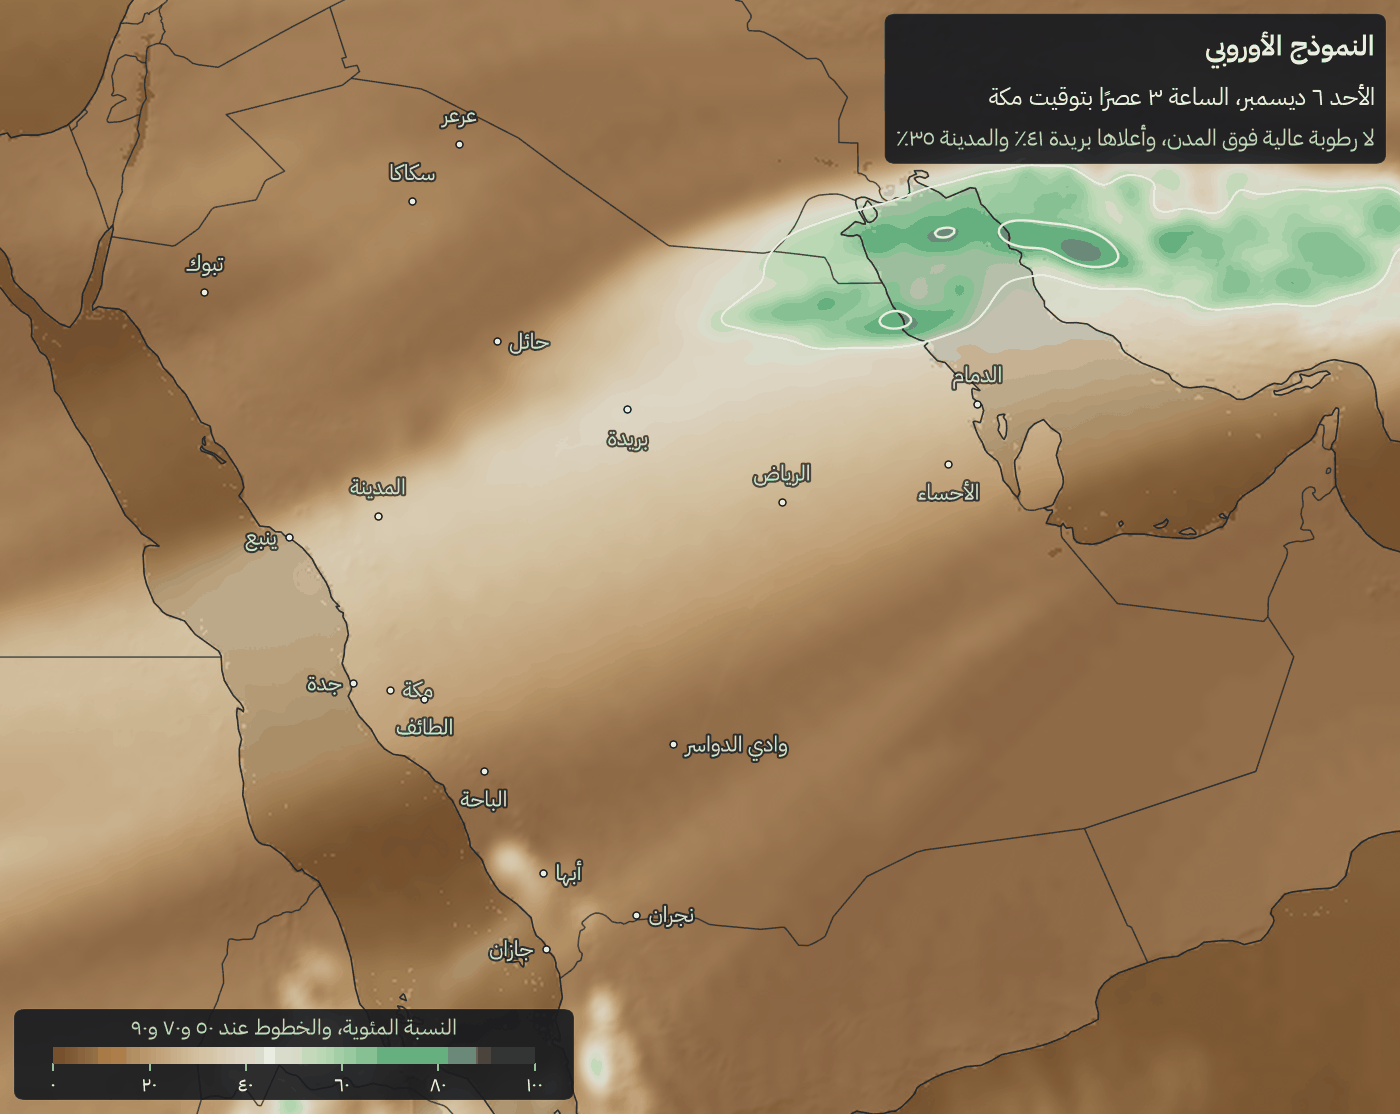 النموذج الأوروبي
الأحد ٦ ديسمبر، الساعة ٣ عصرًا بتوقيت مكة
لا رطوبة عالية فوق المدن، وأعلاها بريدة ٤١٪ والمدينة ٣٥٪
عرعر
سكاكا
تبوك
حائل
الدمام
بريدة
الرياض
الأحساء
المدينة
ينبع
جدة
مكة
الطائف
وادي الدواسر
الباحة
أبها
نجران
جازان
النسبة المئوية، والخطوط عند ٥٠ و٧٠ و٩٠
٠ ٢٠ ٤٠ ٦٠ ٨٠ ١٠٠